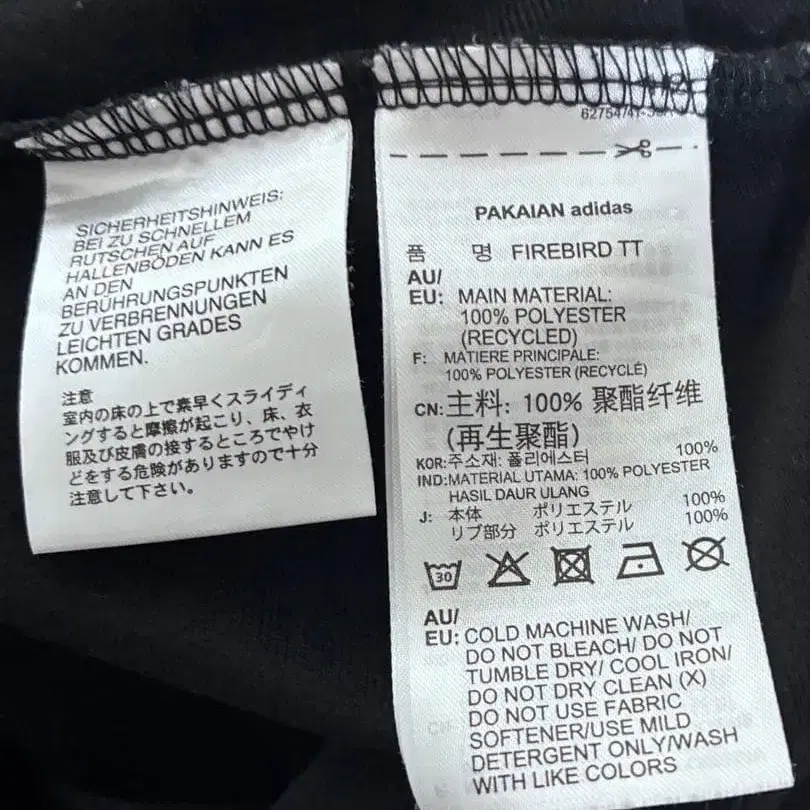 SICHERHEITSHINWEIS:
BEI ZU SCHNELLEM
RUTSCHEN AUF
HALLENBÖDEN KANN ES
AN DEN
BERÜHRUNGSPUNKTEN
ZU VERBRENNUNGEN
LEICHTEN GRADES
KOMMEN.
注意
室内の床の上で素早くスライディ
ングすると摩擦が起こり、床、衣
服及び皮膚の接するところでやけ
どをする危険がありますので十分
注意して下さい。
PAKAIAN adidas
품 명 FIREBIRD TT
AU/
EU: MAIN MATERIAL:
100% POLYESTER
(RECYCLED)
F: MATIERE PRINCIPALE:
100% POLYESTER (RECYCLÉ)
CN: 主料: 100% 聚酯纤维
(再生聚酯)
KOR: 주소재: 폴리에스터 100%
IND: MATERIAL UTAMA: 100% POLYESTER
HASIL DAUR ULANG
J: 本体 ポリエステル 100%
リブ部分 ポリエステル 100%
30
AU/
EU: COLD MACHINE WASH/
DO NOT BLEACH/ DO NOT
TUMBLE DRY/ COOL IRON/
DO NOT DRY CLEAN (X)
DO NOT USE FABRIC
SOFTENER/USE MILD
DETERGENT ONLY/WASH
WITH LIKE COLORS